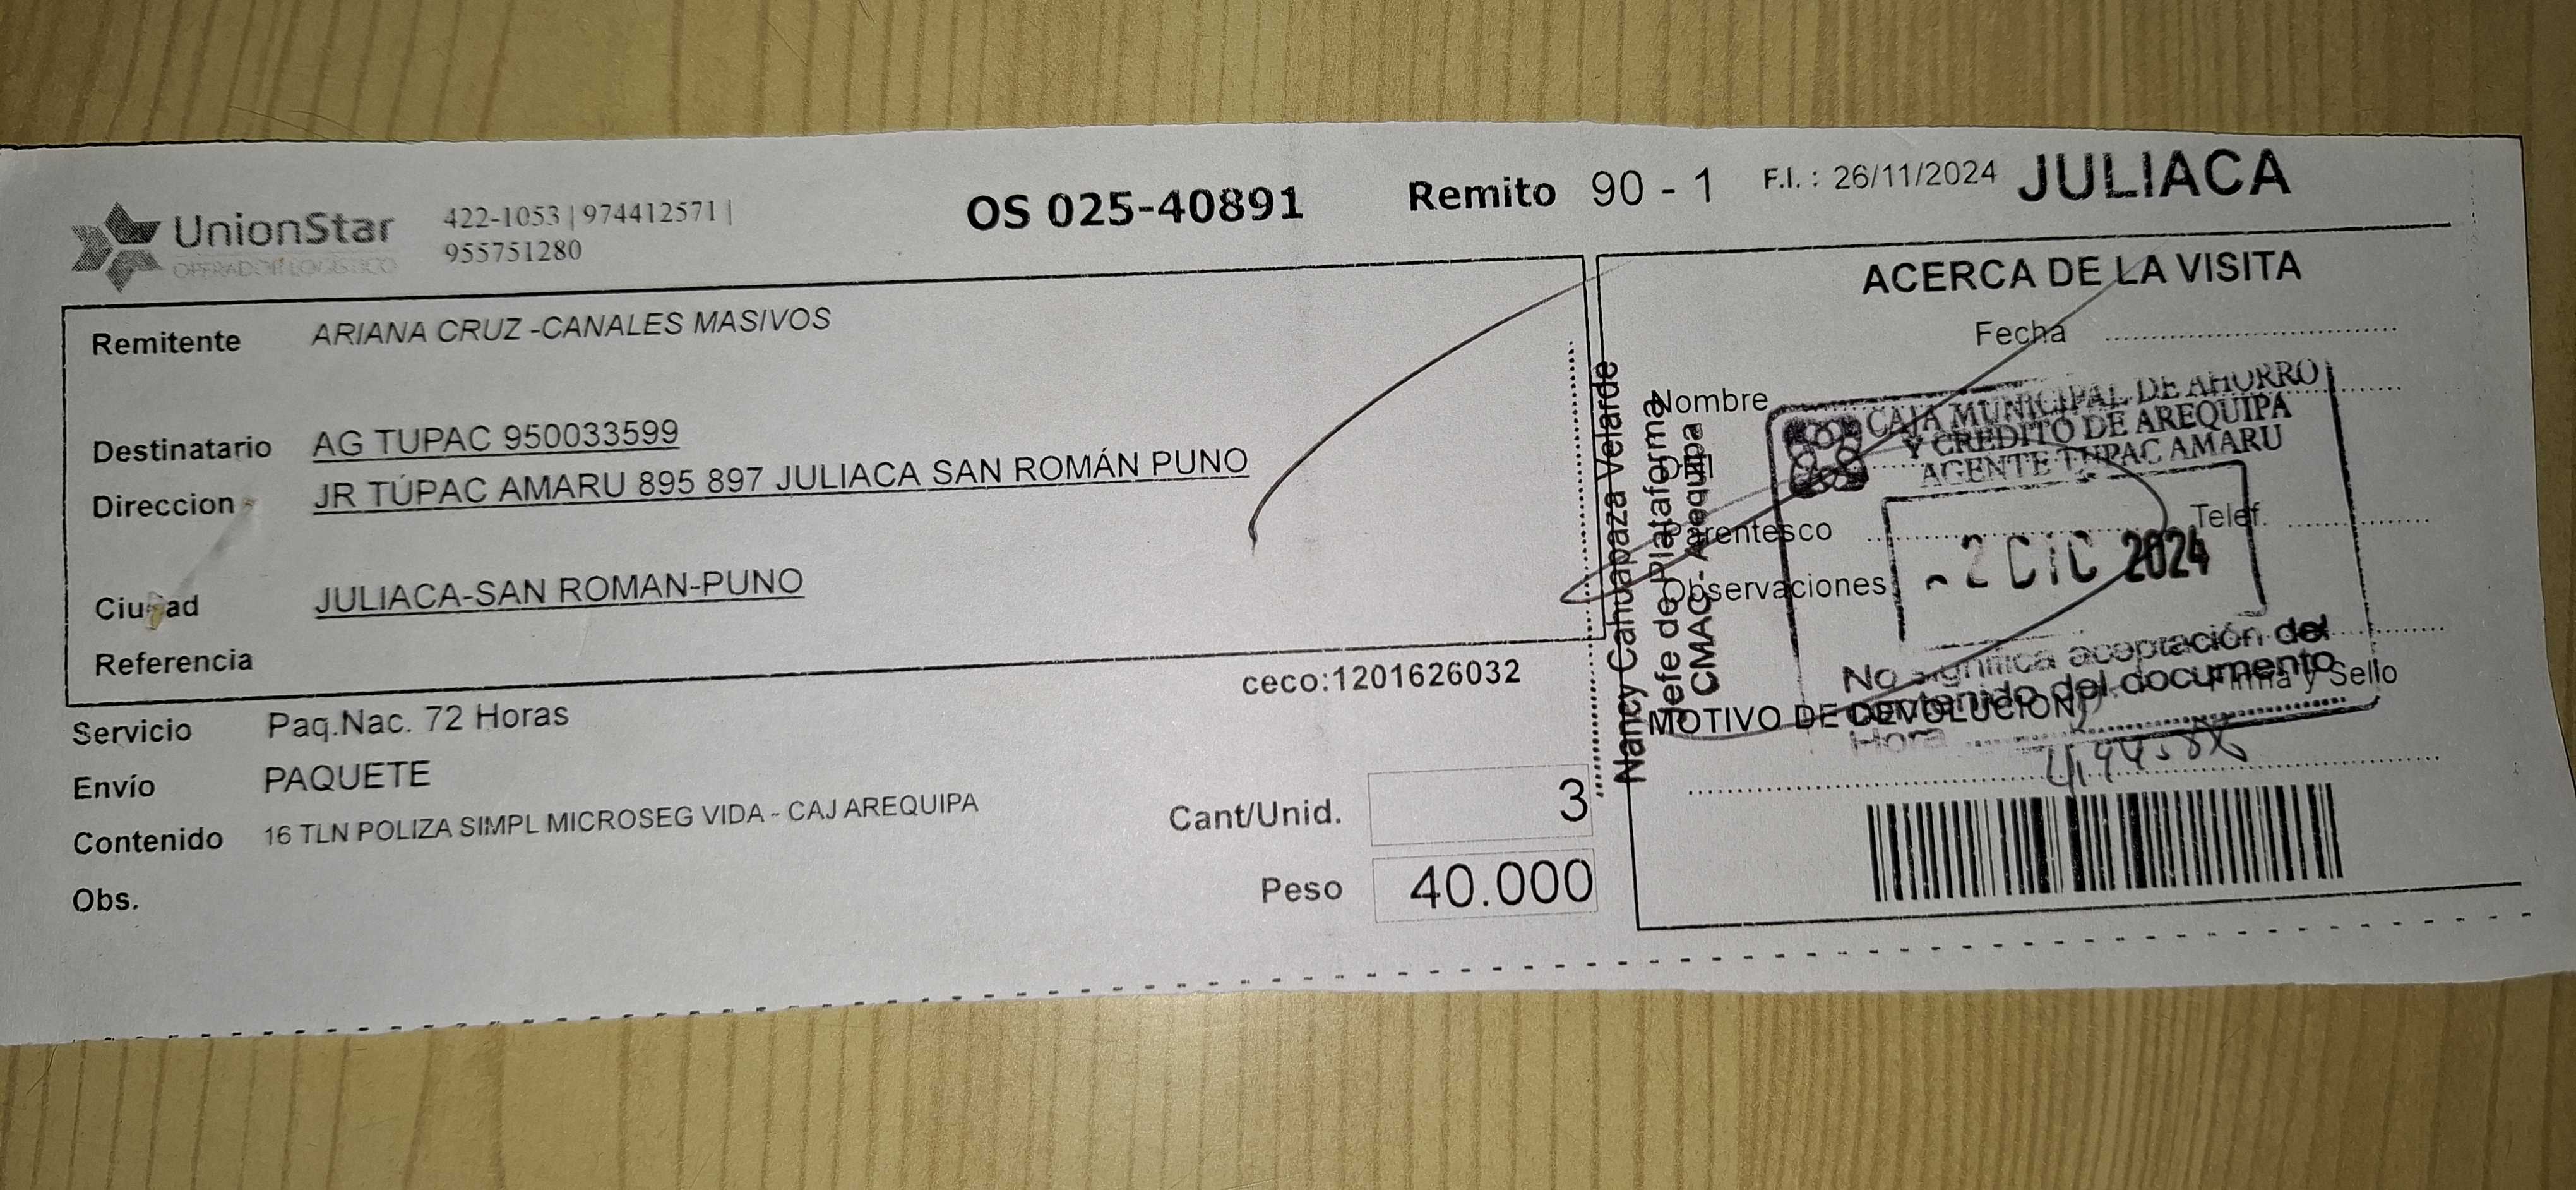 UnionStar
OPERADOR LOGISTICO
422-1053 | 974412571 |
955751280
OS 025-40891
Remito 90 - 1
F.I. : 26/11/2024
JULIACA
Remitente ARIANA CRUZ -CANALES MASIVOS
Destinatario AG TUPAC 950033599
Direccion JR TÚPAC AMARU 895 897 JULIACA SAN ROMÁN PUNO
Ciudad JULIACA-SAN ROMAN-PUNO
Referencia
ceco:1201626032
Servicio Paq.Nac. 72 Horas
Envío PAQUETE
Contenido 16 TLN POLIZA SIMPL MICROSEG VIDA - CAJ AREQUIPA
Obs.
Cant/Unid. 3
Peso 40.000
ACERCA DE LA VISITA
Fecha
Nombre
Parentesco
Telef.
Observaciones
Firma y Sello
MOTIVO DE DEVOLUCION
Nancy Cahuapaza Velarde
Jefe de Plataforma
CMAC - Arequipa
CAJA MUNICIPAL DE AHORRO
Y CREDITO DE AREQUIPA
AGENTE TUPAC AMARU
- 2 DIC 2024
No significa aceptación del
contenido del documento
Hora